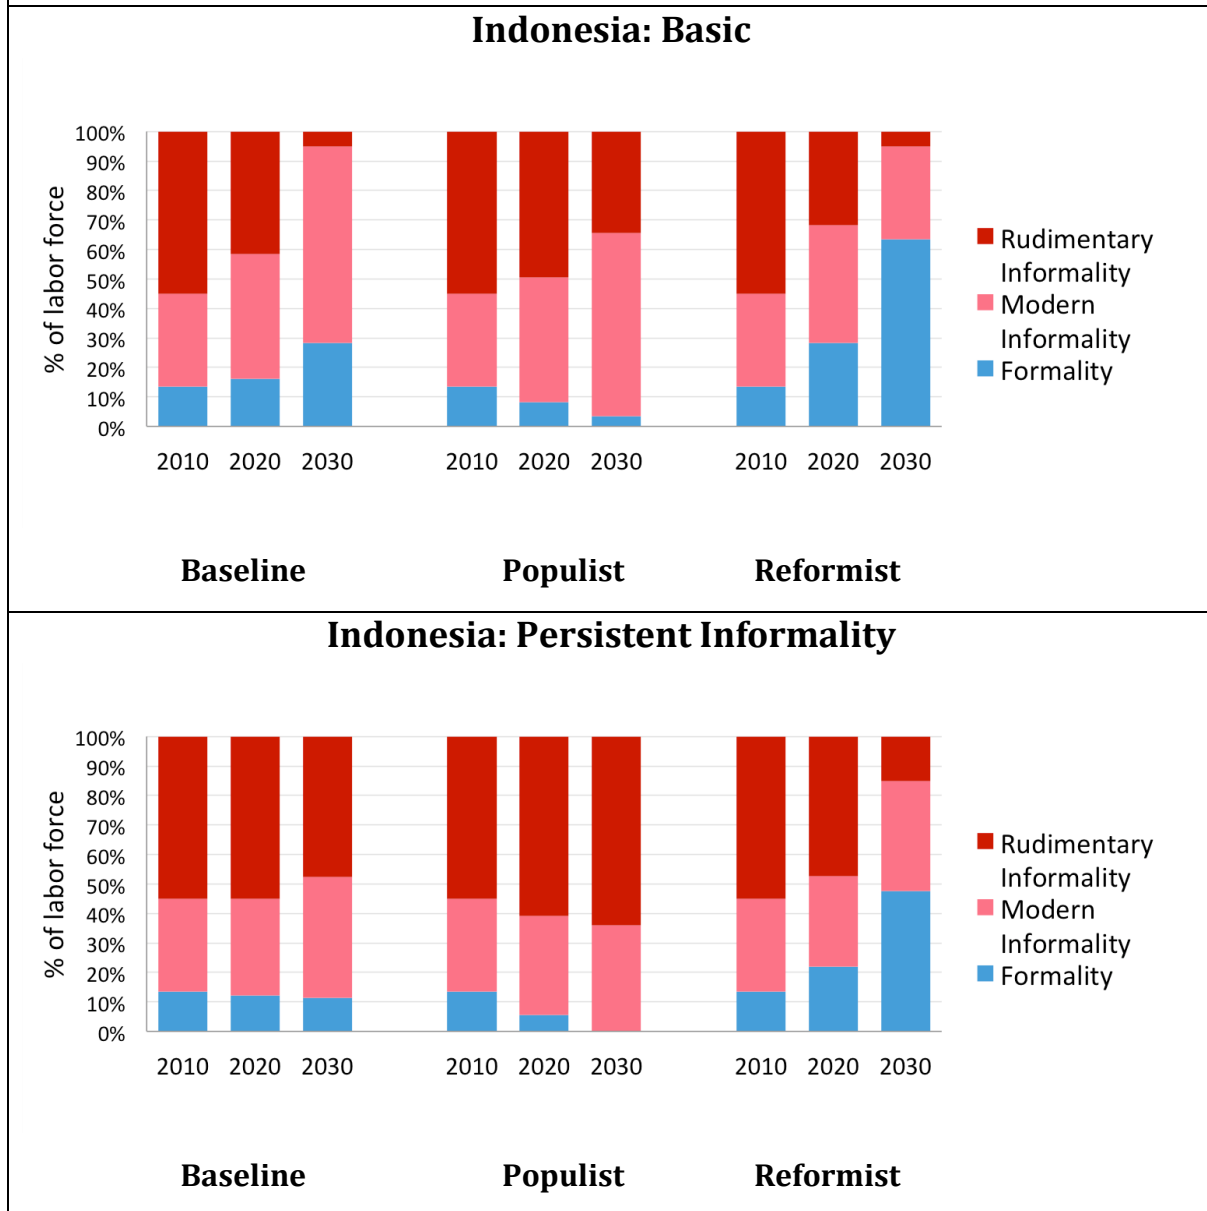 Indonesia: Basic
100%
90%
80%
70%
60%
50%
40%
30%
20%
10%
0%
% of labor force
2010 2020 2030
2010 2020 2030
2010 2020 2030
Rudimentary
Informality
Modern
Informality
Formality
Baseline
Populist
Reformist
Indonesia: Persistent Informality
100%
90%
80%
70%
60%
50%
40%
30%
20%
10%
0%
% of labor force
2010 2020 2030
2010 2020 2030
2010 2020 2030
Rudimentary
Informality
Modern
Informality
Formality
Baseline
Populist
Reformist